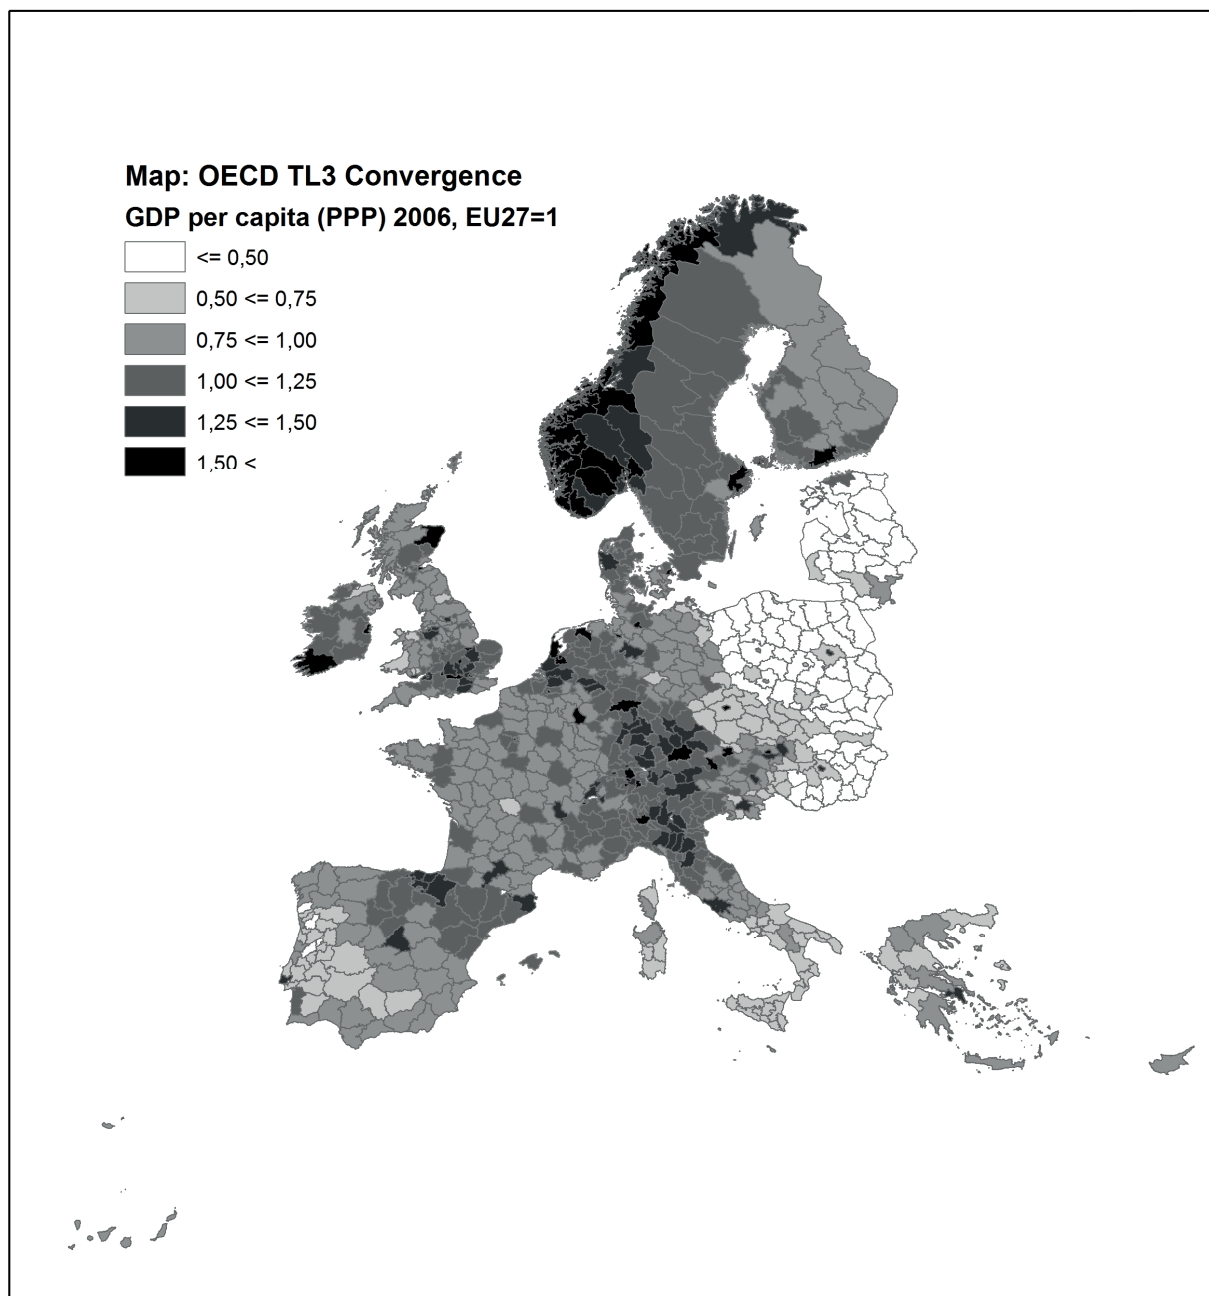 Map: OECD TL3 Convergence
GDP per capita (PPP) 2006, EU27=1
<= 0,50
0,50 <= 0,75
0,75 <= 1,00
1,00 <= 1,25
1,25 <= 1,50
1,50 <